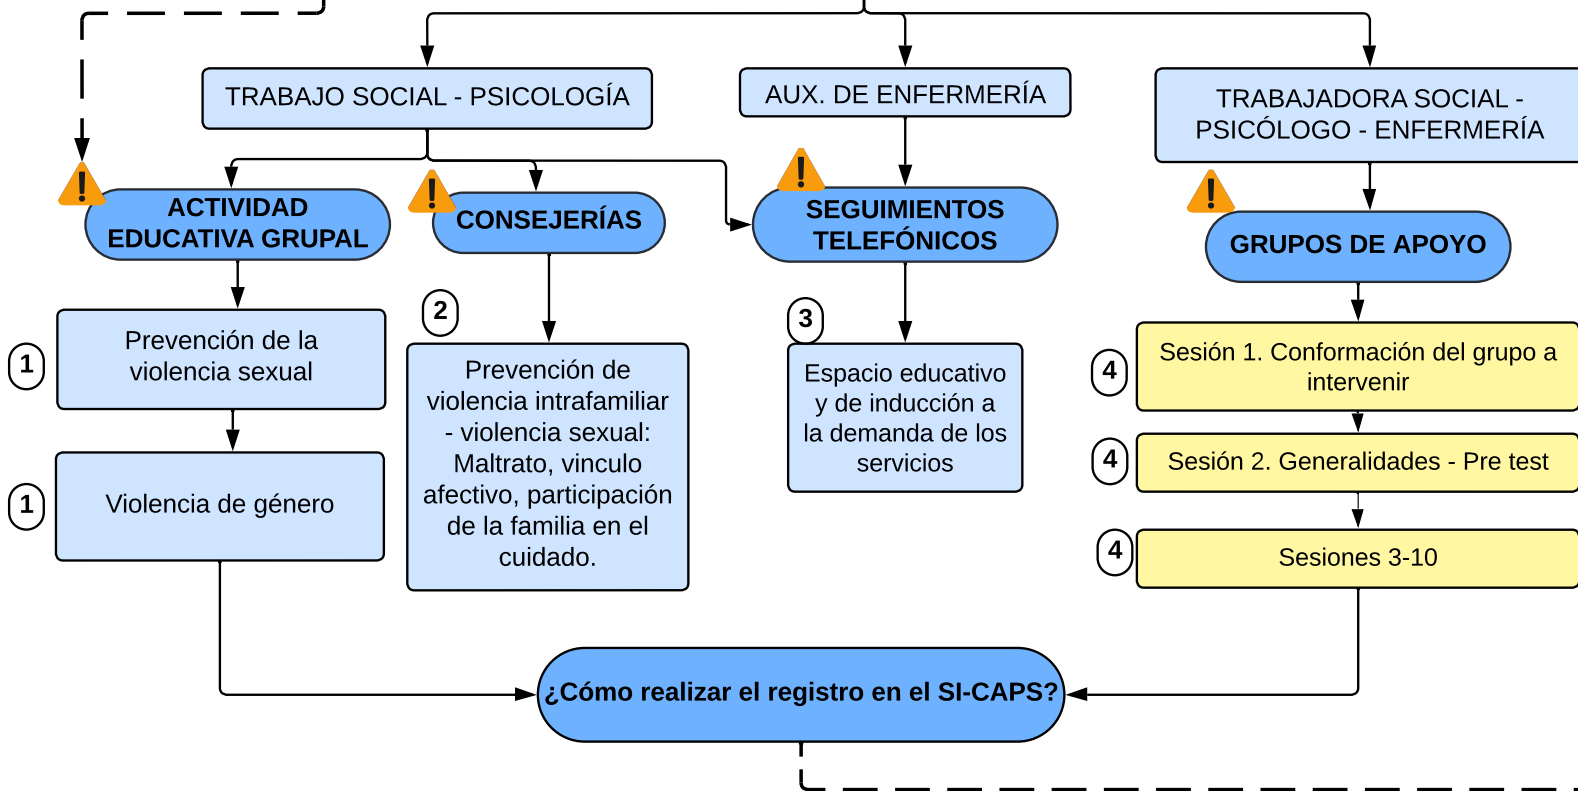 TRABAJO SOCIAL - PSICOLOGÍA
AUX. DE ENFERMERÍA
TRABAJADORA SOCIAL -
PSICÓLOGO - ENFERMERÍA
ACTIVIDAD
EDUCATIVA GRUPAL
CONSEJERÍAS
SEGUIMIENTOS
TELEFÓNICOS
GRUPOS DE APOYO
1
Prevención de la
violencia sexual
1
Violencia de género
2
Prevención de
violencia intrafamiliar
- violencia sexual:
Maltrato, vinculo
afectivo, participación
de la familia en el
cuidado.
3
Espacio educativo
y de inducción a
la demanda de los
servicios
4
Sesión 1. Conformación del grupo a
intervenir
4
Sesión 2. Generalidades - Pre test
4
Sesiones 3-10
¿Cómo realizar el registro en el SI-CAPS?